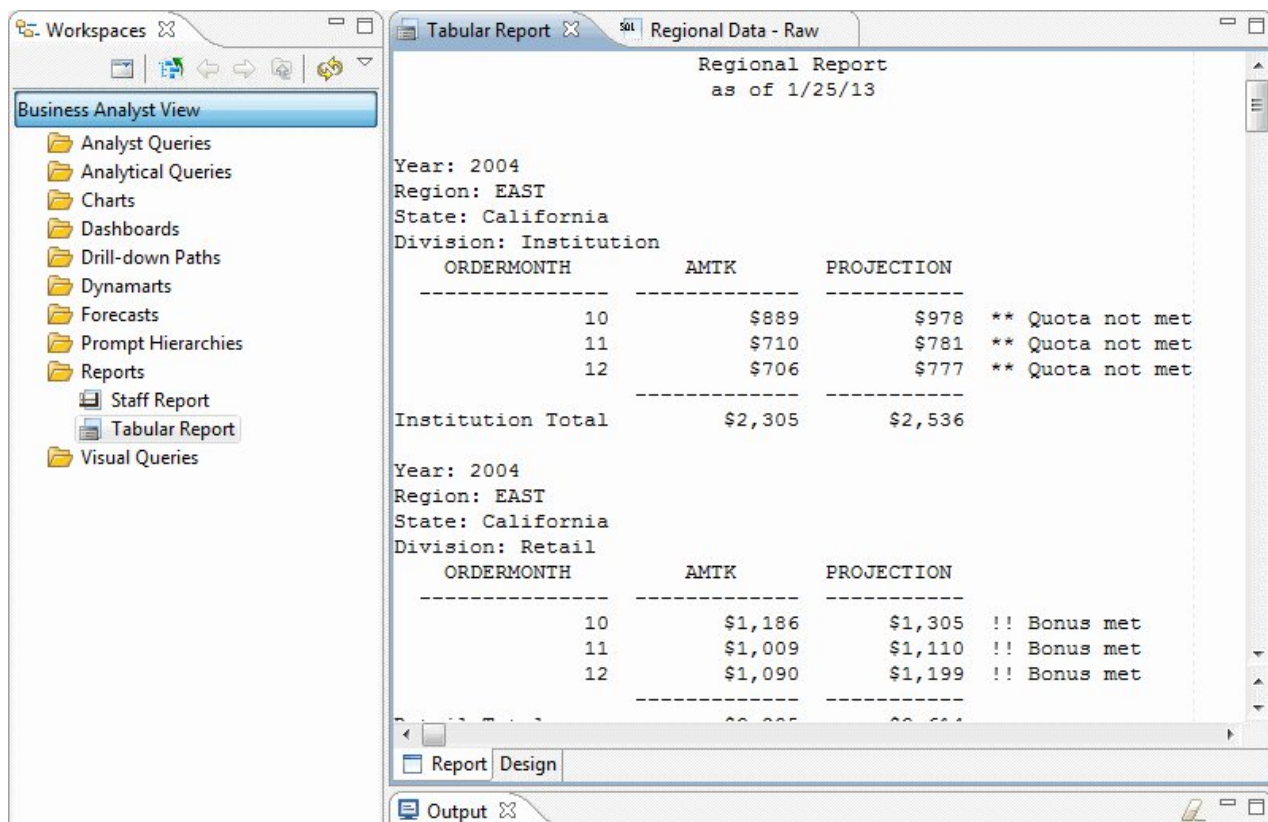 Workspaces
Business Analyst View
Analyst Queries
Analytical Queries
Charts
Dashboards
Drill-down Paths
Dynamarts
Forecasts
Prompt Hierarchies
Reports
Staff Report
Tabular Report
Visual Queries
Tabular Report
SQL Regional Data - Raw
Regional Report
as of 1/25/13
Year: 2004
Region: EAST
State: California
Division: Institution
ORDERMONTH AMTK PROJECTION
--------------- ------------- -----------
10 $889 $978 ** Quota not met
11 $710 $781 ** Quota not met
12 $706 $777 ** Quota not met
------------- -----------
Institution Total $2,305 $2,536
Year: 2004
Region: EAST
State: California
Division: Retail
ORDERMONTH AMTK PROJECTION
--------------- ------------- -----------
10 $1,186 $1,305 !! Bonus met
11 $1,009 $1,110 !! Bonus met
12 $1,090 $1,199 !! Bonus met
------------- -----------
Report Design
Output